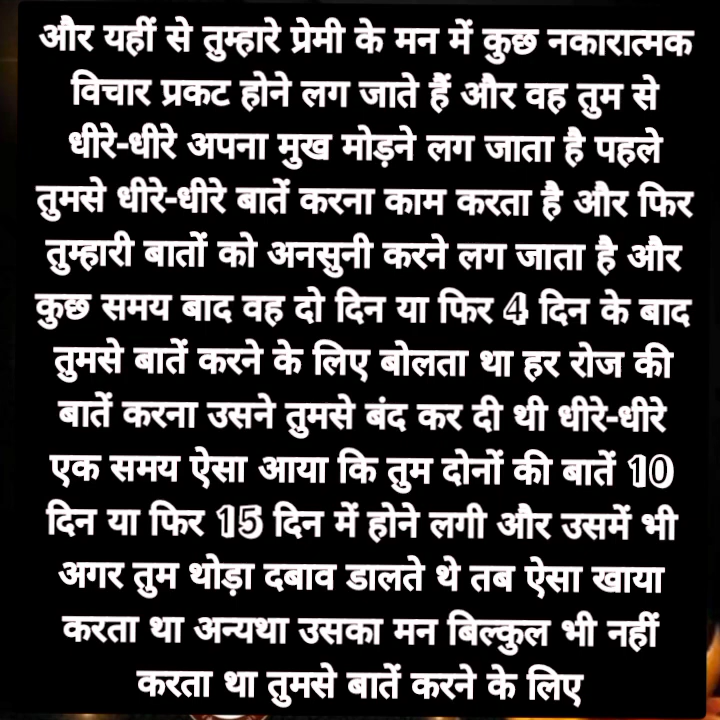 और यहीं से तुम्हारे प्रेमी के मन में कुछ नकारात्मक
विचार प्रकट होने लग जाते हैं और वह तुम से
धीरे-धीरे अपना मुख मोड़ने लग जाता है पहले
तुमसे धीरे-धीरे बातें करना काम करता है और फिर
तुम्हारी बातों को अनसुनी करने लग जाता है और
कुछ समय बाद वह दो दिन या फिर 4 दिन के बाद
तुमसे बातें करने के लिए बोलता था हर रोज की
बातें करना उसने तुमसे बंद कर दी थी धीरे-धीरे
एक समय ऐसा आया कि तुम दोनों की बातें 10
दिन या फिर 15 दिन में होने लगी और उसमें भी
अगर तुम थोड़ा दबाव डालते थे तब ऐसा खाया
करता था अन्यथा उसका मन बिल्कुल भी नहीं
करता था तुमसे बातें करने के लिए